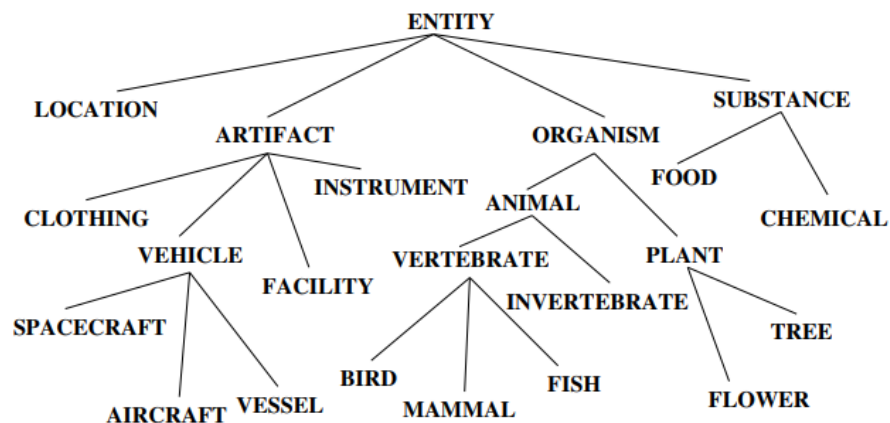 ENTITY
LOCATION
SUBSTANCE
ARTIFACT
ORGANISM
CLOTHING
INSTRUMENT
FOOD
ANIMAL
CHEMICAL
VEHICLE
FACILITY
VERTEBRATE
PLANT
INVERTEBRATE
SPACECRAFT
TREE
BIRD
FISH
AIRCRAFT
VESSEL
MAMMAL
FLOWER